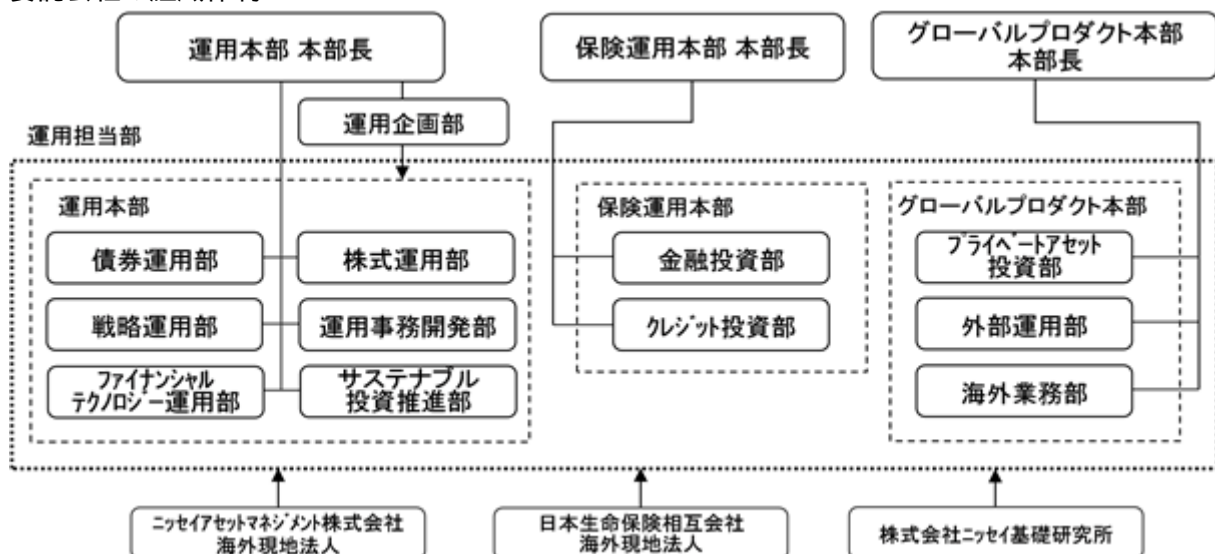 運用本部 本部長
保険運用本部 本部長
グローバルプロダクト本部
本部長
運用企画部
運用担当部
運用本部
債券運用部
株式運用部
戦略運用部
運用事務開発部
ファイナンシャル
テクノロジー運用部
サステナブル
投資推進部
保険運用本部
金融投資部
クレジット投資部
グローバルプロダクト本部
プライベートアセット
投資部
外部運用部
海外業務部
ニッセイアセットマネジメント株式会社
海外現地法人
日本生命保険相互会社
海外現地法人
株式会社ニッセイ基礎研究所